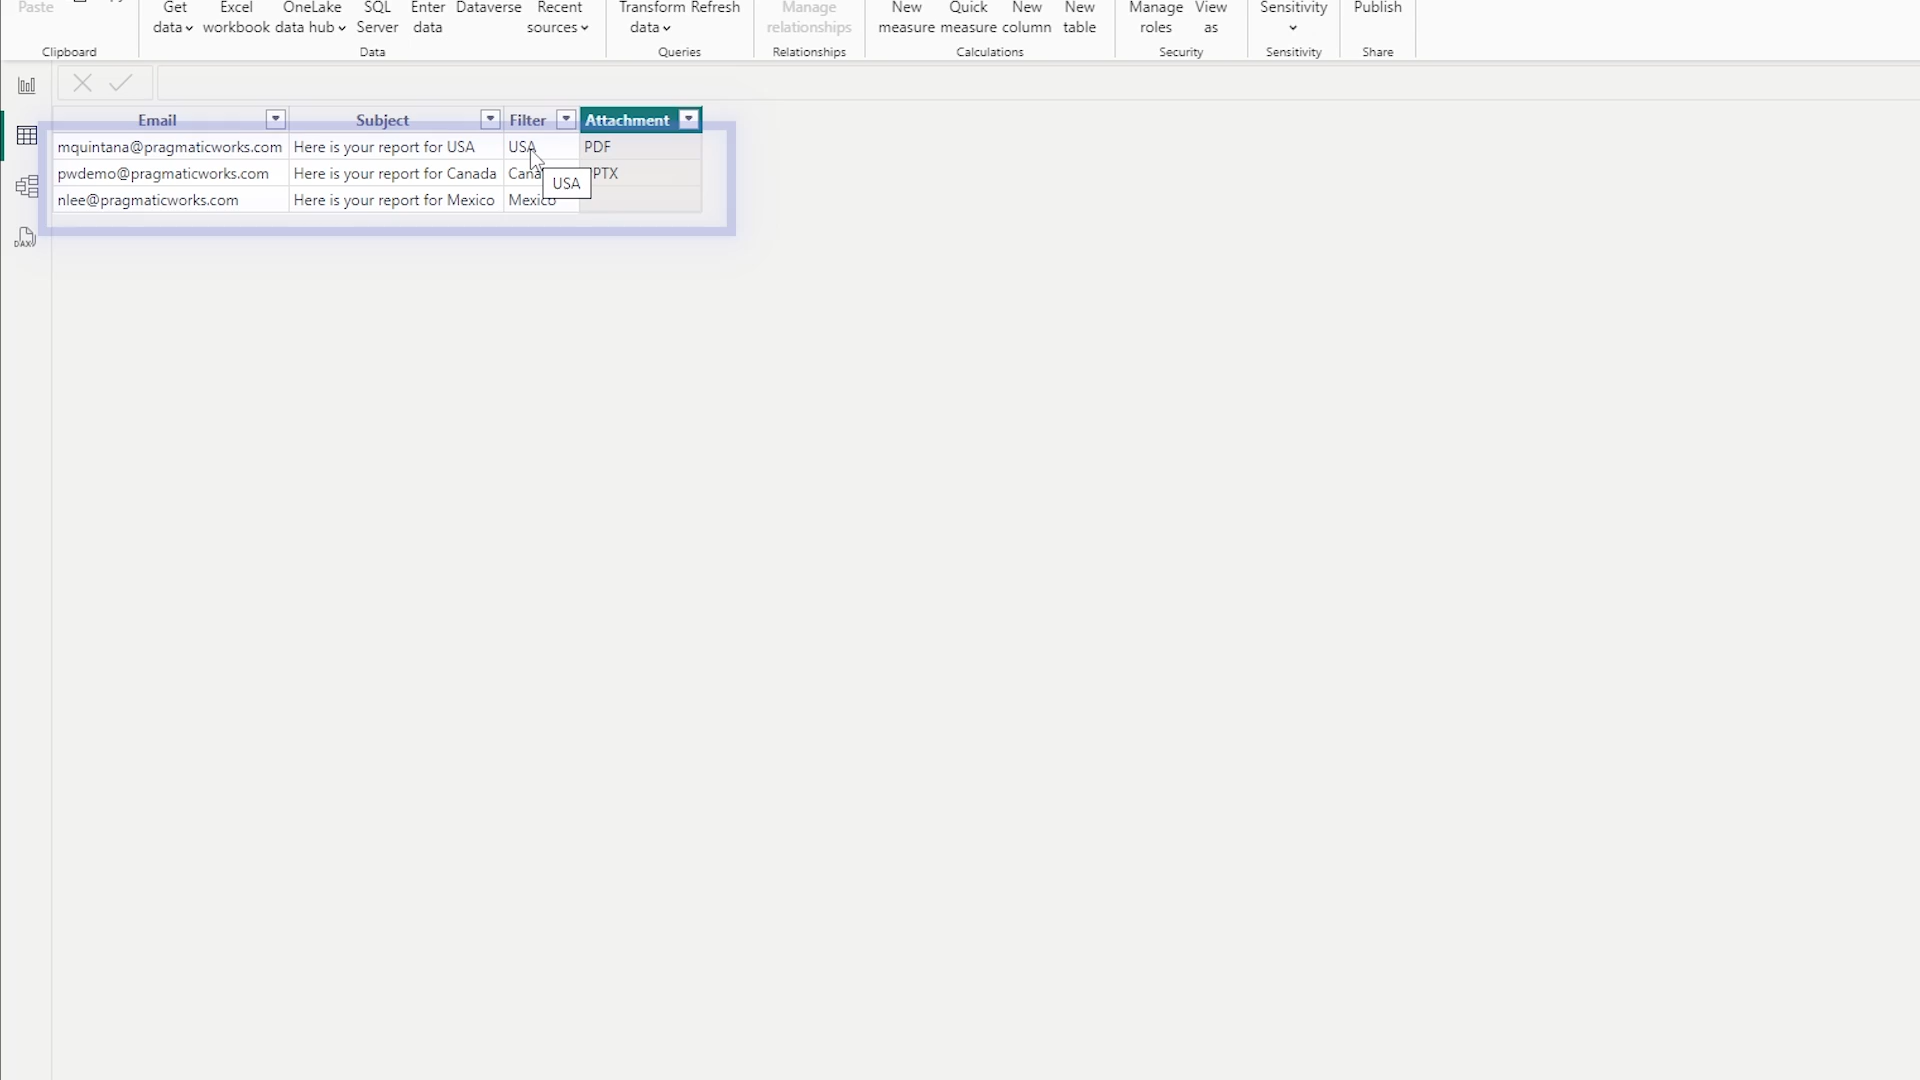 Paste
Get data
Excel workbook
OneLake data hub
SQL Server
Enter data
Dataverse
Recent sources
Transform data
Refresh
Manage relationships
New measure
Quick measure
New column
New table
Manage roles
View as
Sensitivity
Publish
Clipboard
Data
Queries
Relationships
Calculations
Security
Sensitivity
Share
Email Subject Filter Attachment
mquintana@pragmaticworks.com Here is your report for USA USA PDF
pwdemo@pragmaticworks.com Here is your report for Canada
nlee@pragmaticworks.com Here is your report for Mexico Mexico
USA
DAX